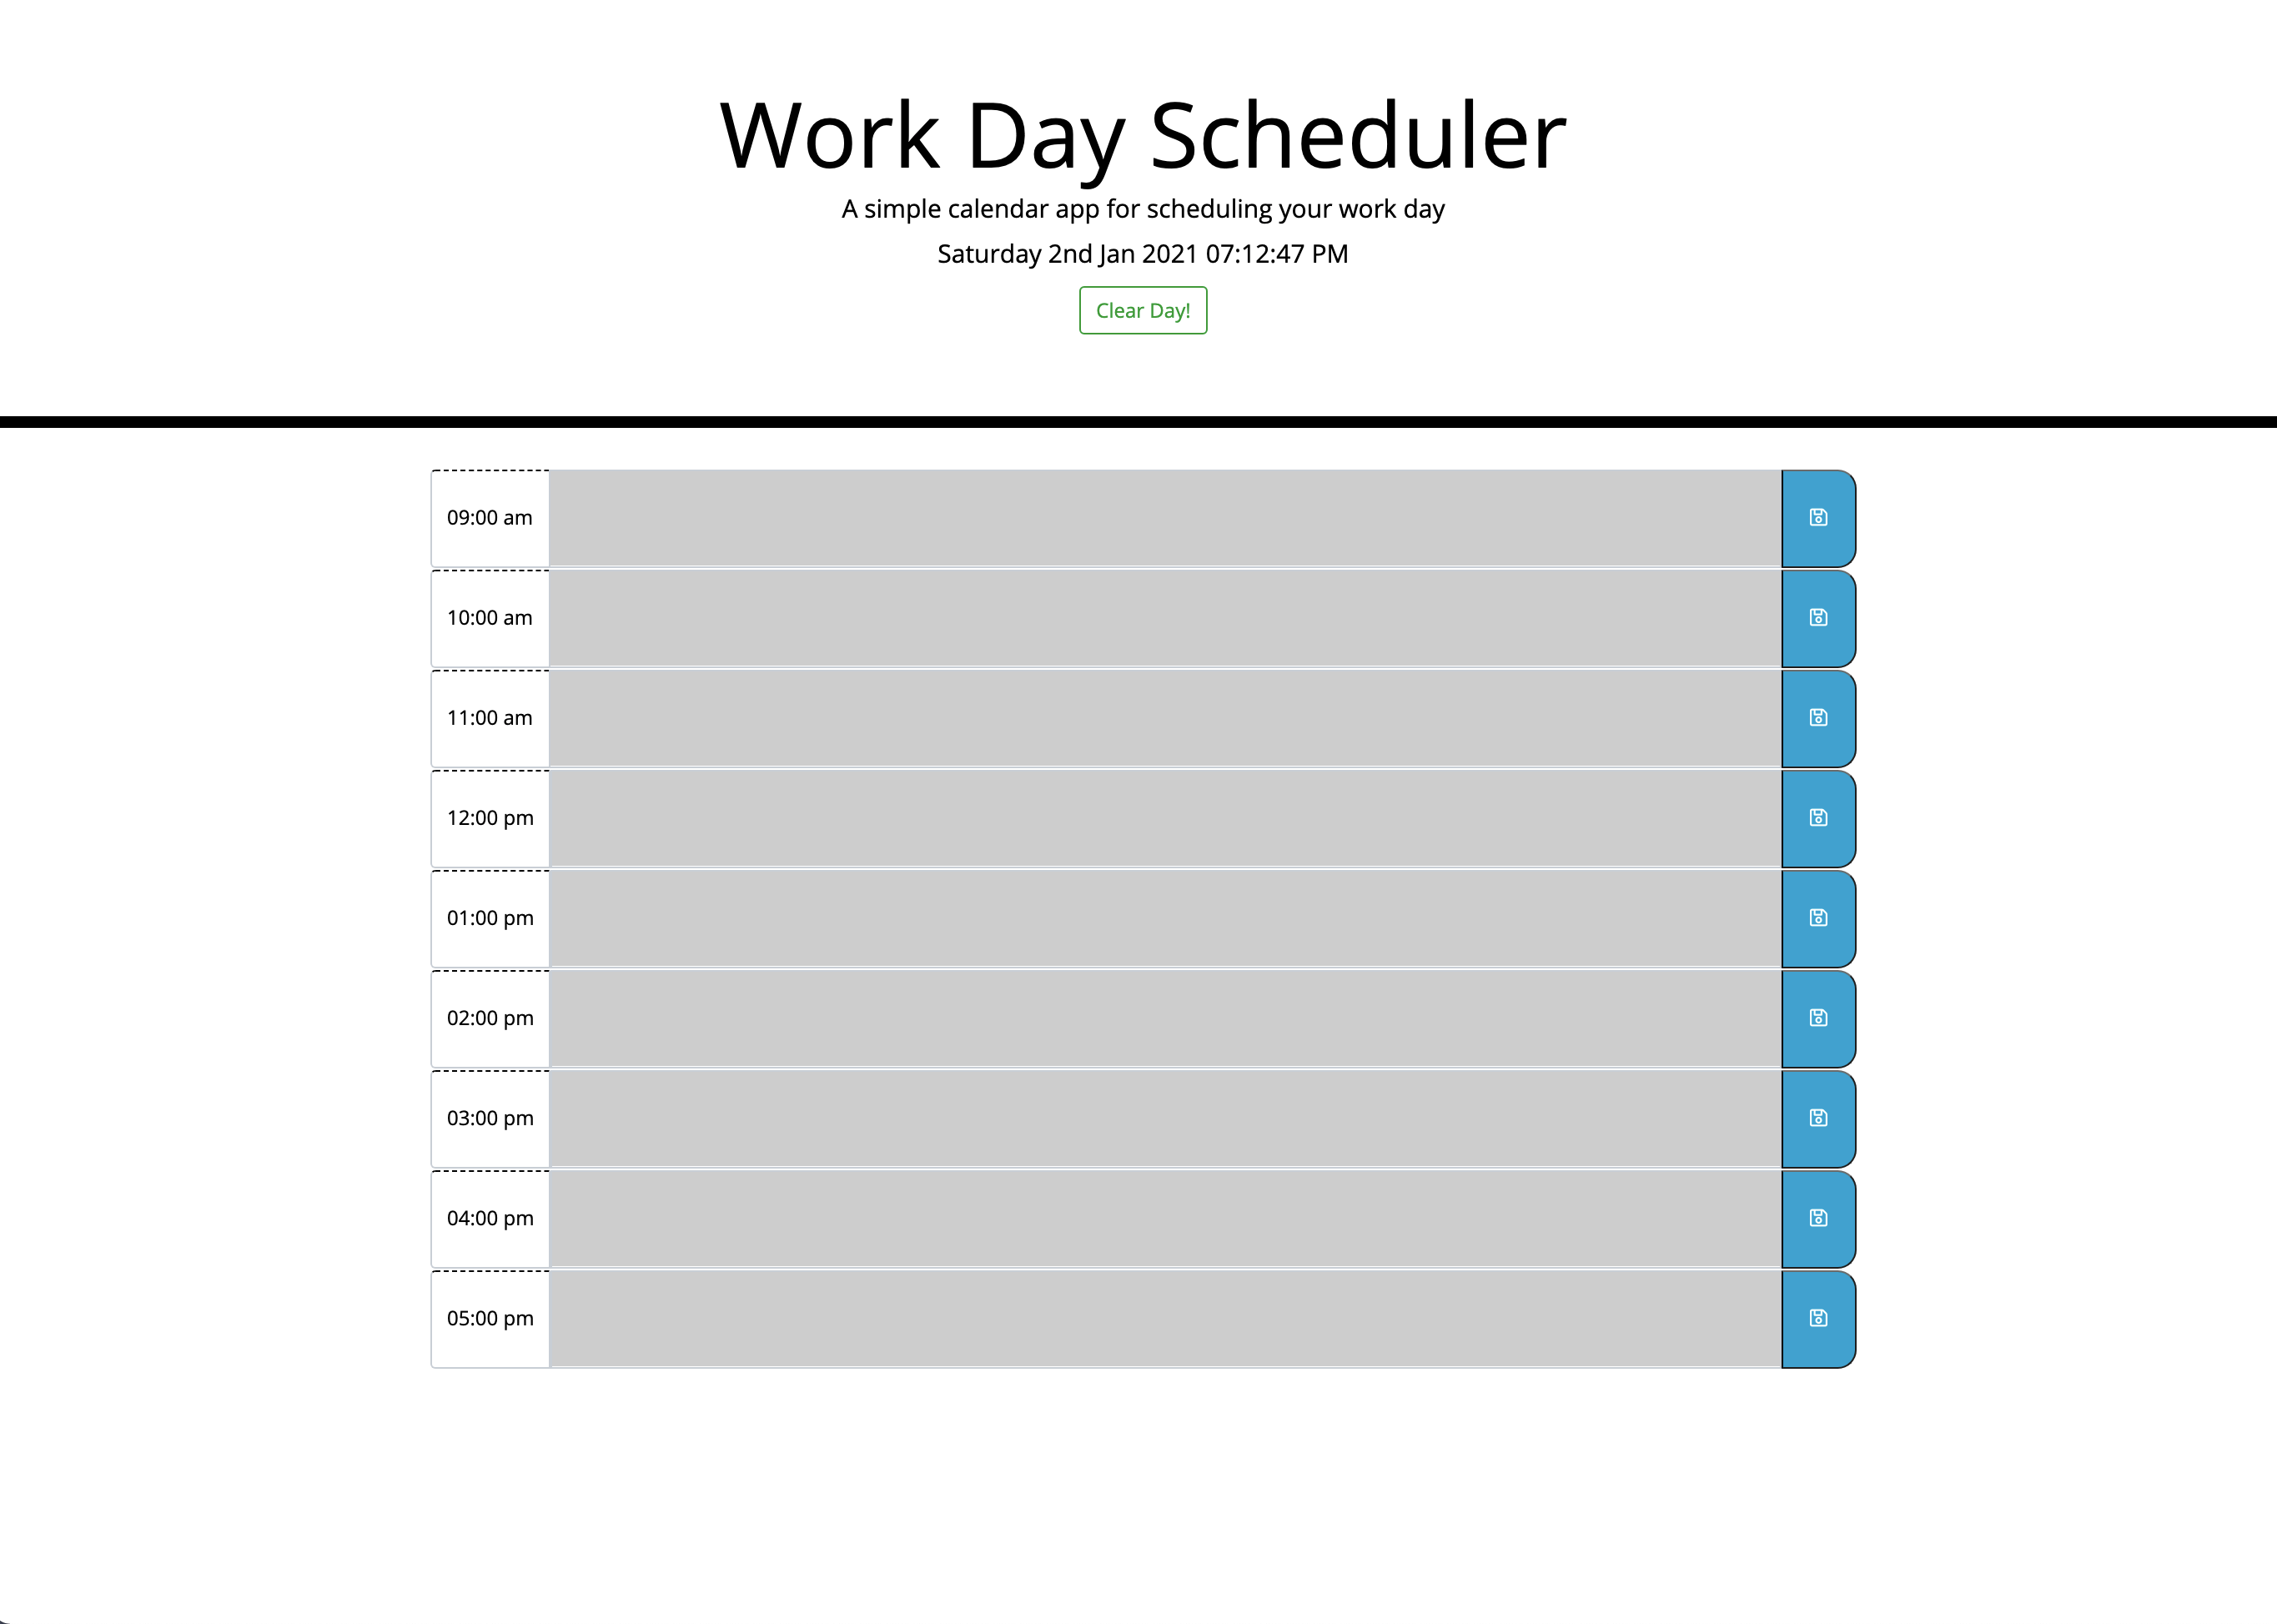 Work Day Scheduler
A simple calendar app for scheduling your work day
Saturday 2nd Jan 2021 07:12:47 PM
Clear Day!
09:00 am
10:00 am
11:00 am
12:00 pm
01:00 pm
02:00 pm
03:00 pm
04:00 pm
05:00 pm